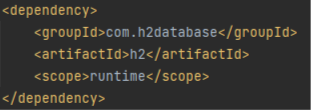 <dependency>
    <groupId>com.h2database</groupId>
    <artifactId>h2</artifactId>
    <scope>runtime</scope>
</dependency>